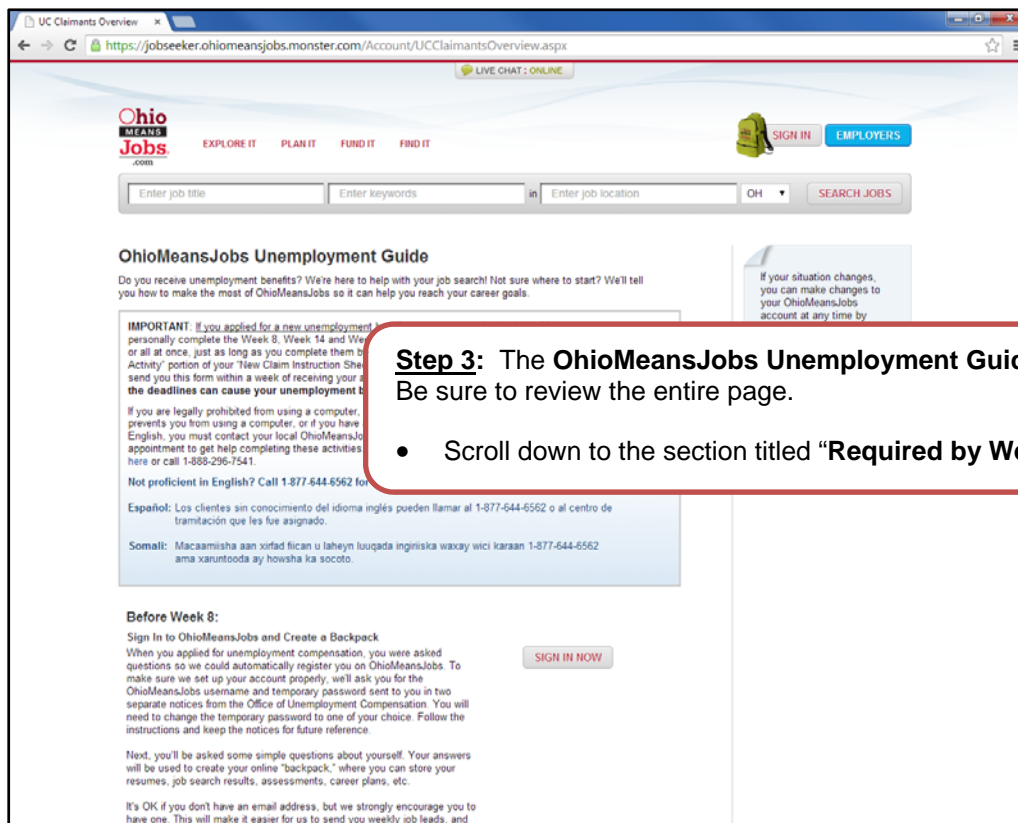 UC Claimants Overview
https://jobseeker.ohiomeansjobs.monster.com/Account/UCClaimantsOverview.aspx
LIVE CHAT : ONLINE
Ohio
MEANS
Jobs.
.com
EXPLORE IT PLAN IT FUND IT FIND IT
SIGN IN EMPLOYERS
Enter job title Enter keywords in Enter job location OH SEARCH JOBS
OhioMeansJobs Unemployment Guide
Do you receive unemployment benefits? We're here to help with your job search! Not sure where to start? We'll tell
you how to make the most of OhioMeansJobs so it can help you reach your career goals.
If your situation changes,
you can make changes to
your OhioMeansJobs
account at any time by
IMPORTANT: If you applied for a new unemployment
personally complete the Week 8, Week 14 and
or all at once, just as long as you complete them
Activity" portion of your "New Claim Instruction
send you this form within a week of receiving your
the deadlines can cause your unemployment
If you are legally prohibited from using a computer,
prevents you from using a computer, or if you have
English, you must contact your local
appointment to get help completing these activities.
here or call 1-888-296-7541.
Not proficient in English? Call 1-877-644-6562 for
Español: Los clientes sin conocimiento del idioma inglés pueden llamar al 1-877-644-6562 o al centro de
tramitación que les fue asignado.
Somali: Macaamiisha aan xirfad fiican u laheyn luuqada ingiriiska waxay wici karaan 1-877-644-6562
ama xaruntooda ay howsha ka socoto.
Step 3: The OhioMeansJobs Unemployment
Be sure to review the entire page.
• Scroll down to the section titled "Required by
Before Week 8:
Sign In to OhioMeansJobs and Create a Backpack
When you applied for unemployment compensation, you were asked
questions so we could automatically register you on OhioMeansJobs. To
make sure we set up your account properly, we'll ask you for the
OhioMeansJobs username and temporary password sent to you in two
separate notices from the Office of Unemployment Compensation. You will
need to change the temporary password to one of your choice. Follow the
instructions and keep the notices for future reference.
SIGN IN NOW
Next, you'll be asked some simple questions about yourself. Your answers
will be used to create your online "backpack," where you can store your
resumes, job search results, assessments, career plans, etc.
It's OK if you don't have an email address, but we strongly encourage you to
have one. This will make it easier for us to send you weekly job leads, and